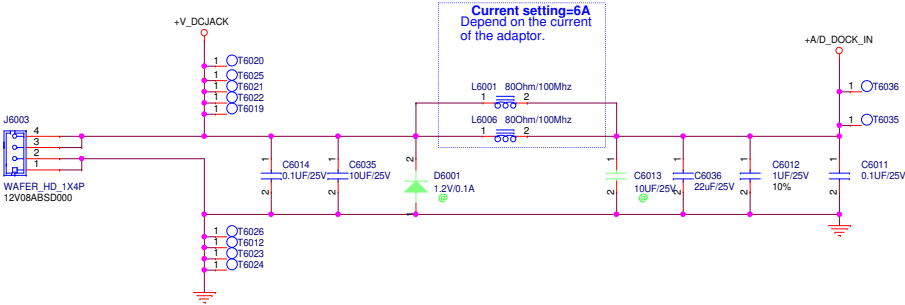 Current setting=6A
Depend on the current
of the adaptor.
+V_DCJACK
+A/D_DOCK_IN
1 T6020
1 T6025
1 T6021
1 T6022
1 T6019
1 T6036
1 T6035
L6001 80Ohm/100Mhz
1 2
L6006 80Ohm/100Mhz
1 2
J6003
4
3
2
1
WAFER_HD_1X4P
12V08ABSD000
1
C6014
0.1UF/25V
2
1
C6035
10UF/25V
2
2
D6001
1.2V/0.1A
@
1
1
C6013
10UF/25V
@
2
1
C6036
22uF/25V
2
1
C6012
1UF/25V
10%
2
1
C6011
0.1UF/25V
2
1 T6026
1 T6012
1 T6023
1 T6024